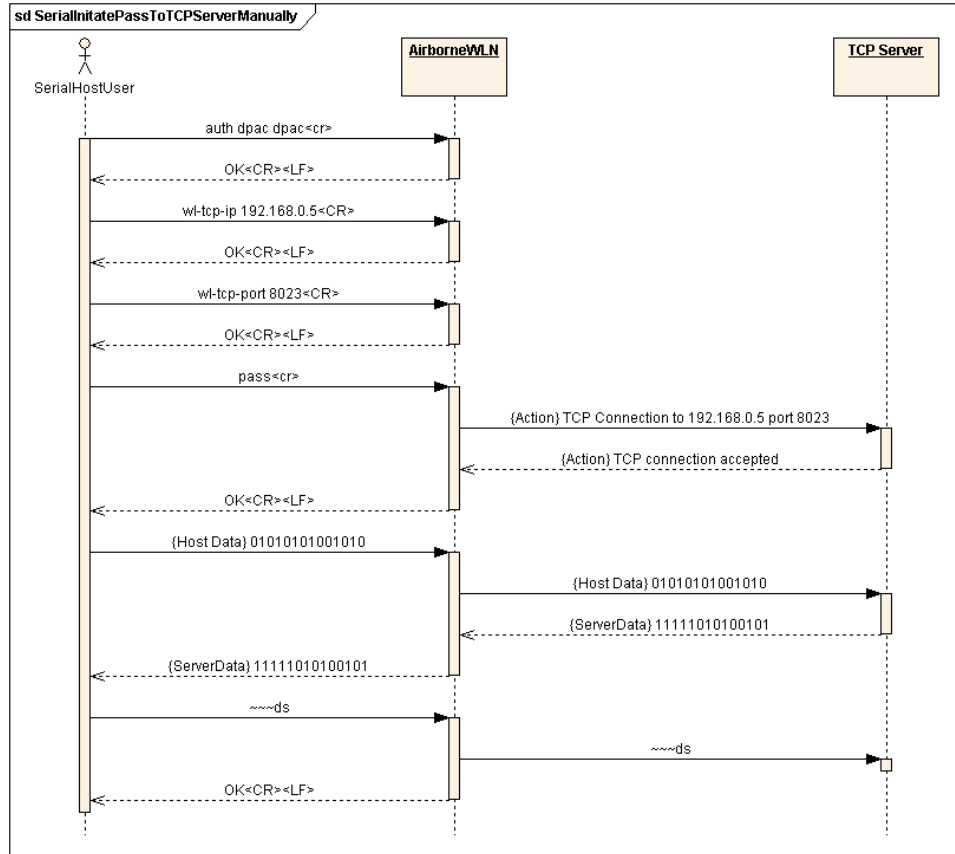 sd SerialInitatePassToTCPServerManually
SerialHostUser
AirborneWLN
TCP Server
auth dpac dpac<cr>
OK<CR><LF>
wl-tcp-ip 192.168.0.5<CR>
OK<CR><LF>
wl-tcp-port 8023<CR>
OK<CR><LF>
pass<cr>
{Action} TCP Connection to 192.168.0.5 port 8023
{Action} TCP connection accepted
OK<CR><LF>
{Host Data} 01010101001010
{Host Data} 01010101001010
{ServerData} 11111010100101
{ServerData} 11111010100101
~~~ds
~~~ds
OK<CR><LF>